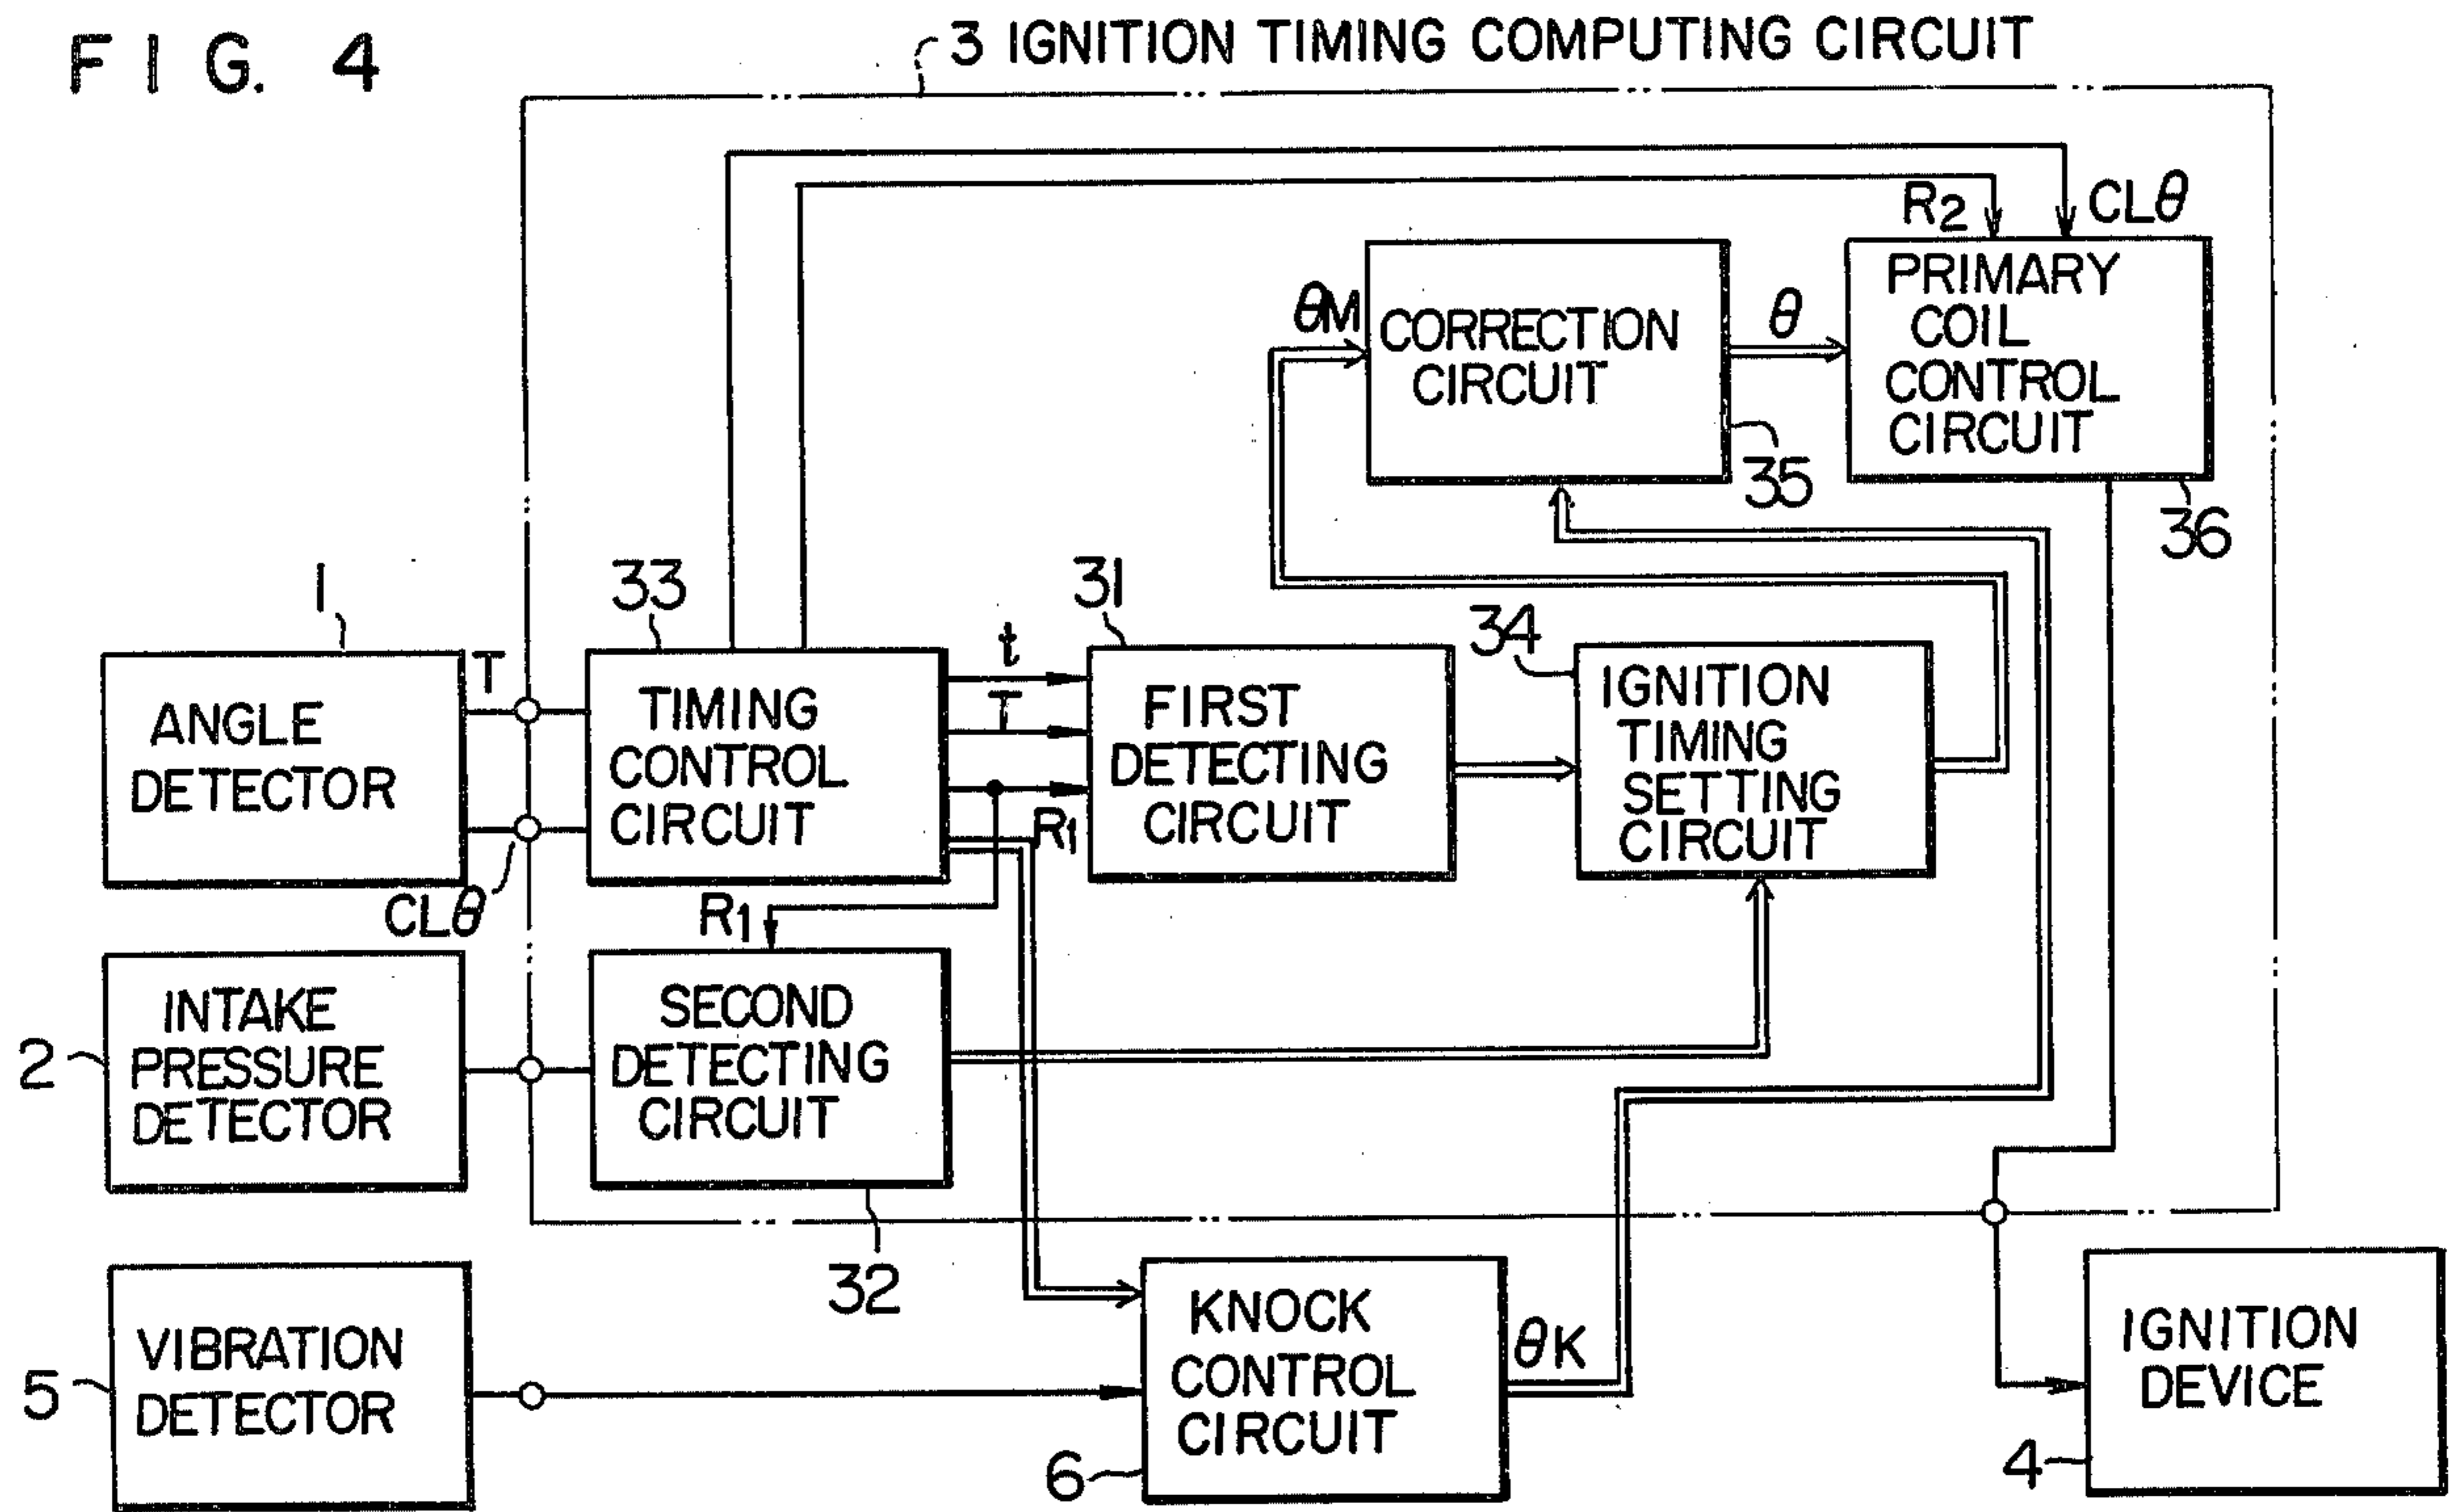 FIG. 4
3 IGNITION TIMING COMPUTING CIRCUIT
R2
CLθ
θM
CORRECTION
CIRCUIT
θ
PRIMARY
COIL
CONTROL
CIRCUIT
35
36
1
33
31
34
T
t
T
R1
ANGLE
DETECTOR
TIMING
CONTROL
CIRCUIT
FIRST
DETECTING
CIRCUIT
IGNITION
TIMING
SETTING
CIRCUIT
CLθ
R1
2
INTAKE
PRESSURE
DETECTOR
SECOND
DETECTING
CIRCUIT
32
5
VIBRATION
DETECTOR
KNOCK
CONTROL
CIRCUIT
6
θK
IGNITION
DEVICE
4